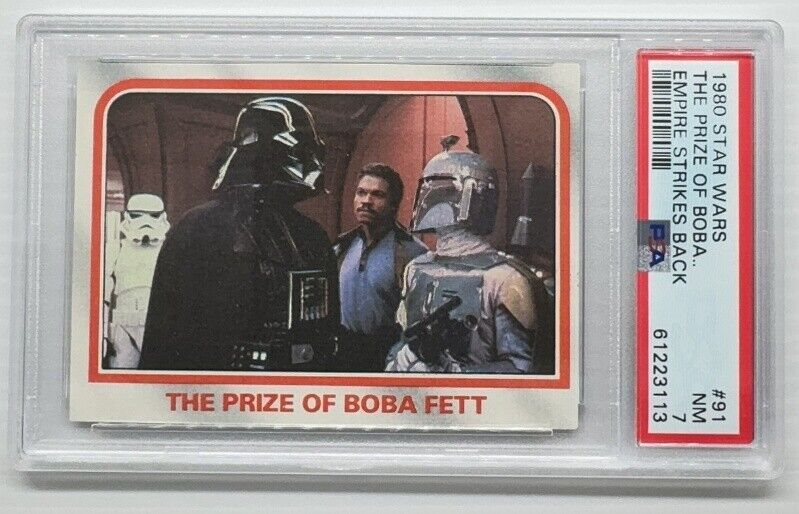 THE PRIZE OF BOBA FETT
1980 STAR WARS
#91
THE PRIZE OF BOBA..
NM
EMPIRE STRIKES BACK
7
PSA
61223113